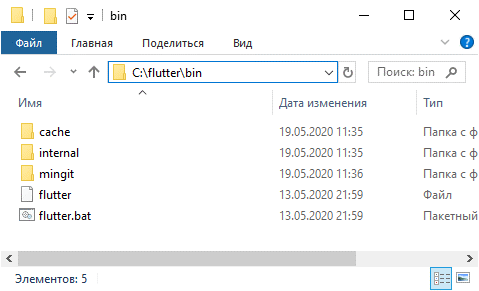 bin
Файл Главная Поделиться Вид
C:\flutter\bin Поиск: bin
Имя Дата изменения Тип
cache 19.05.2020 11:35 Папка с ф
internal 19.05.2020 11:35 Папка с ф
mingit 19.05.2020 11:36 Папка с ф
flutter 13.05.2020 21:59 Файл
flutter.bat 13.05.2020 21:59 Пакетный
Элементов: 5